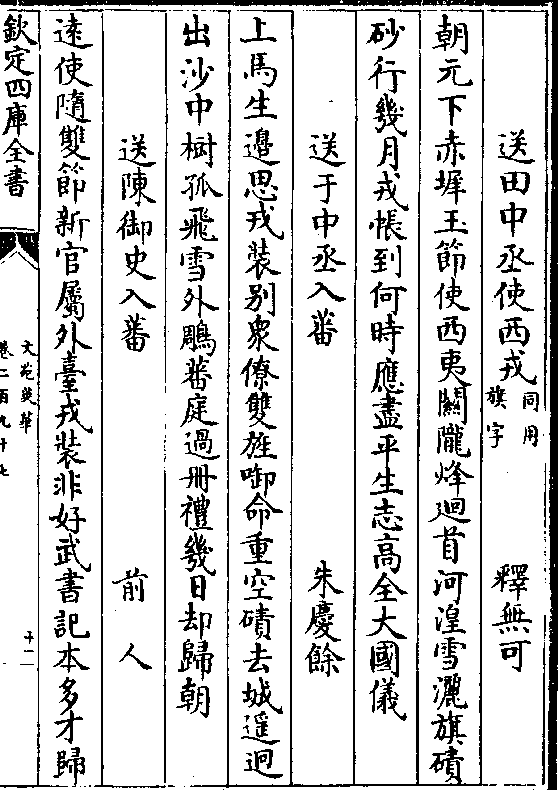 送田中丞使西戎同用旗字　釋無可
朝元下赤墀玉節使西夷關隴烽廻首河湟雪灑旗磧
砂行幾月戎帳到何時應盡平生志高全大國儀
送于中丞入蕃　朱慶餘
上馬生邊思戎装别衆僚雙旌啣命重空磧去城遥迥
出沙中樹孤飛雪外鵰蕃庭過册禮幾日却歸朝
送陳御史入蕃　前人
逺使隨雙節新官屬外臺戎装非好武書記本多才歸
欽定四庫全書
文苑英華
卷二百九十七
十一